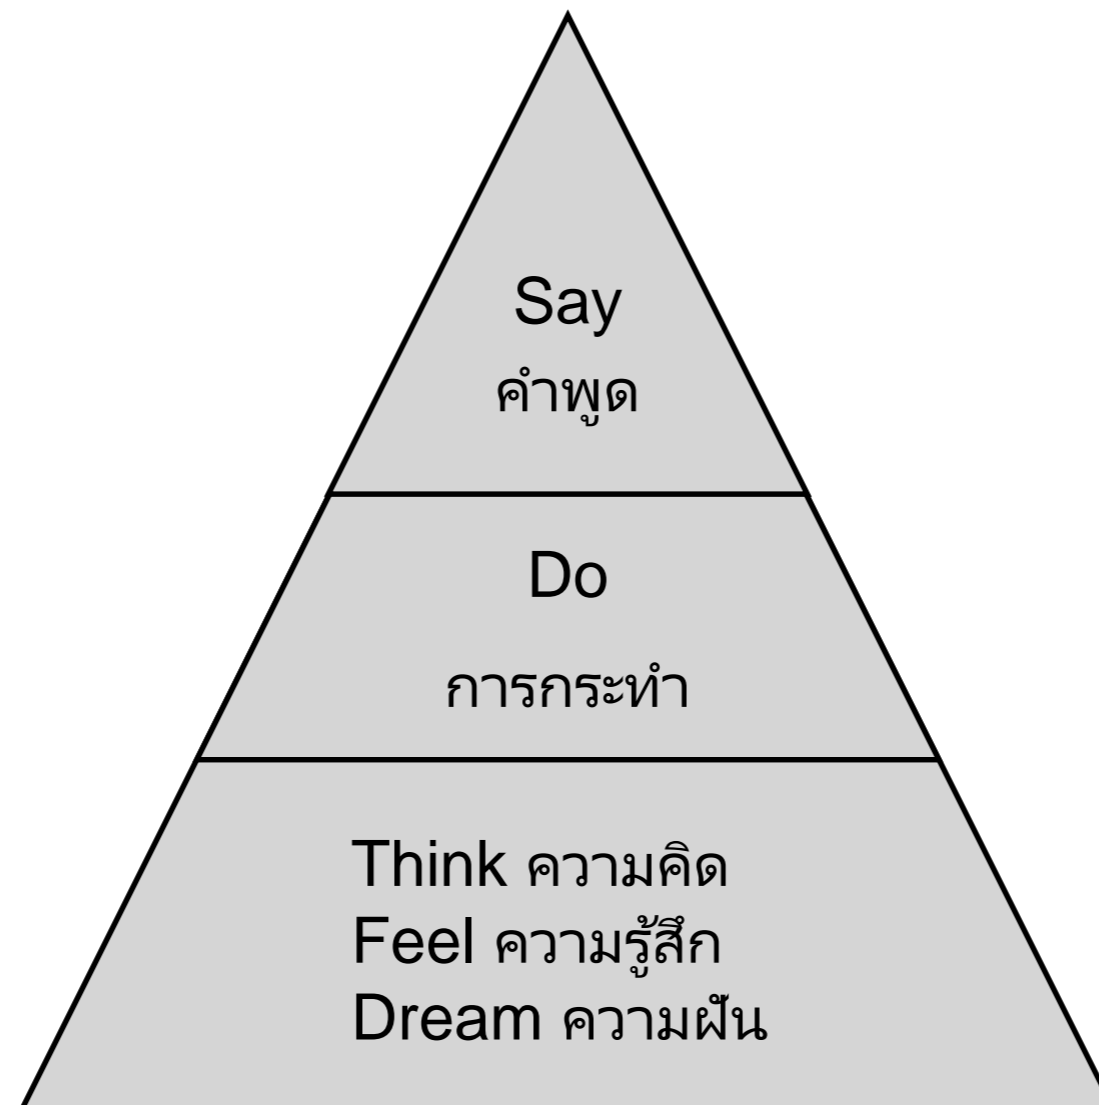 Say
คำพูด
Do
การกระทำ
Think ความคิด
Feel ความรู้สึก
Dream ความฝัน